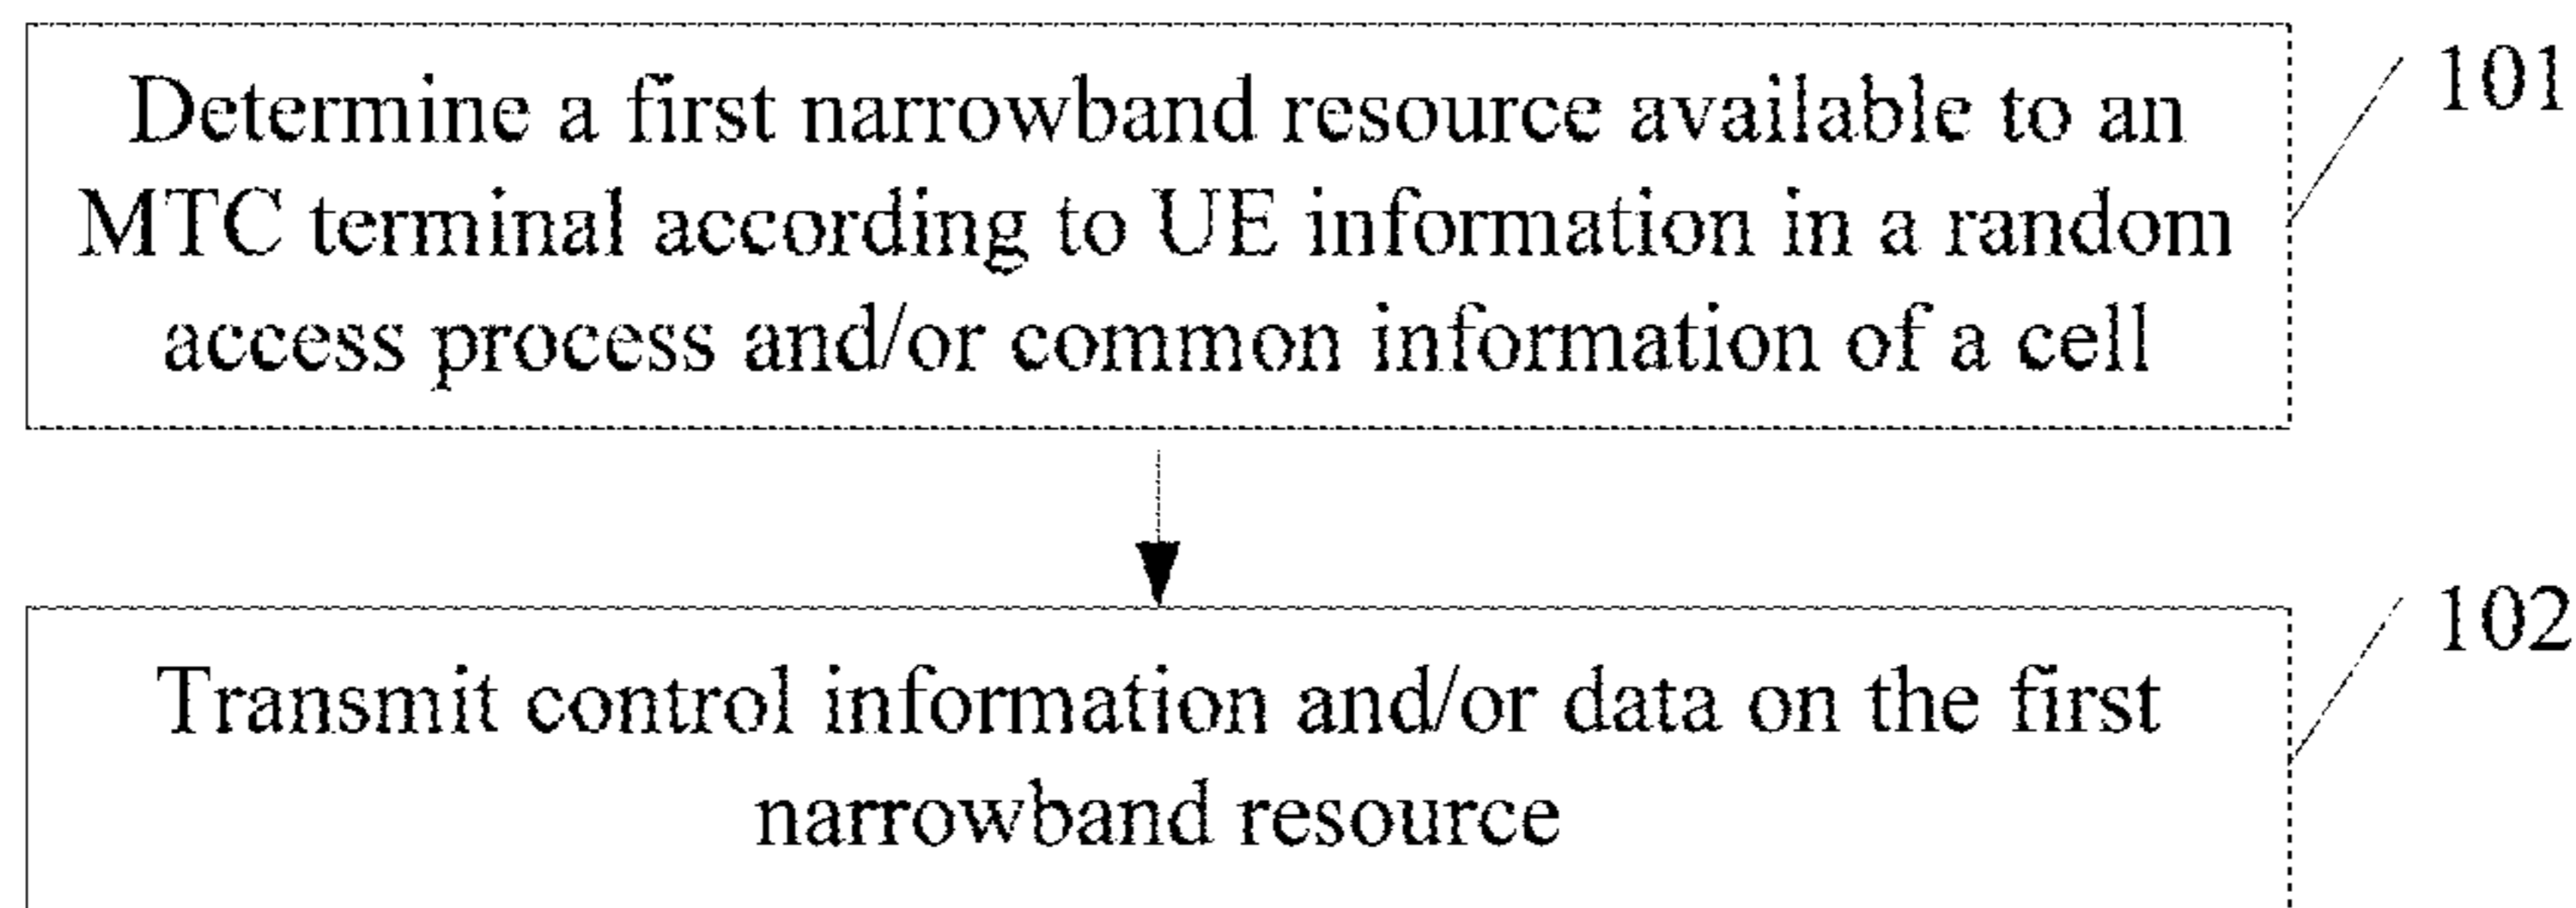 Determine a first narrowband resource available to an
MTC terminal according to UE information in a random
access process and/or common information of a cell
101
Transmit control information and/or data on the first
narrowband resource
102